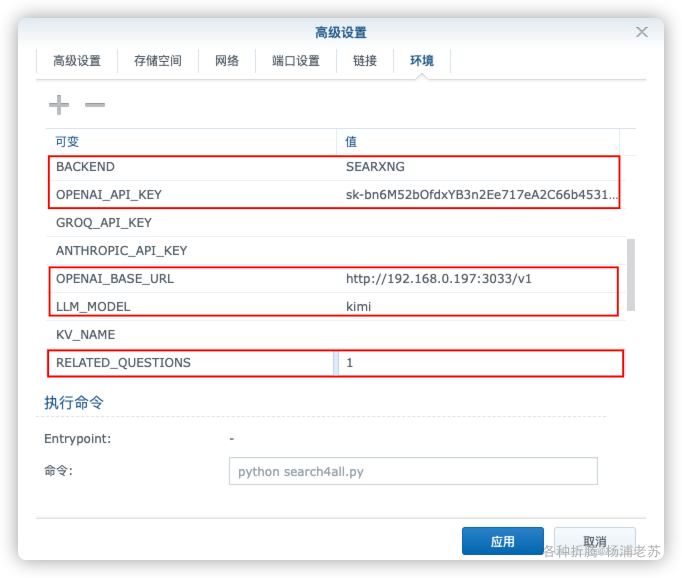 高级设置
高级设置 存储空间 网络 端口设置 链接 环境
可变 值
BACKEND SEARXNG
OPENAI_API_KEY sk-bn6M52bOfdxYB3n2Ee717eA2C66b4531...
GROQ_API_KEY
ANTHROPIC_API_KEY
OPENAI_BASE_URL http://192.168.0.197:3033/v1
LLM_MODEL kimi
KV_NAME
RELATED_QUESTIONS 1
执行命令
Entrypoint: -
命令: python search4all.py
应用 取消
各种折腾@杨浦老苏